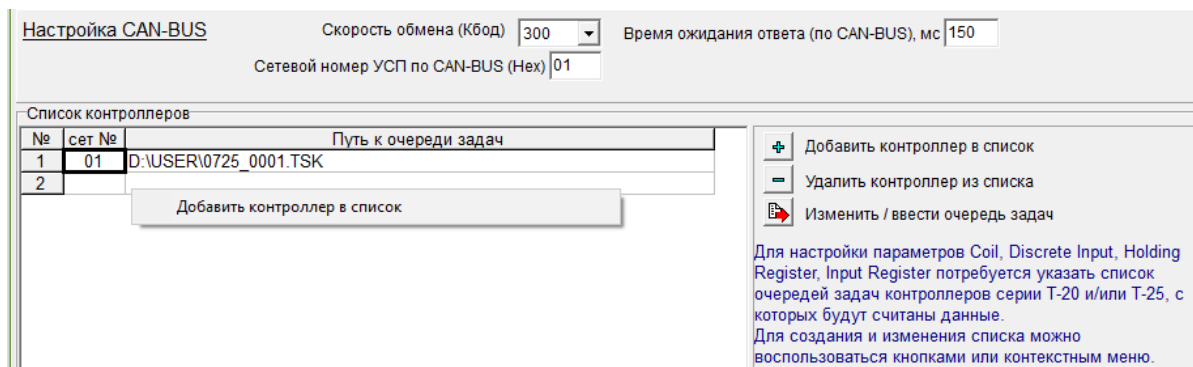 Настройка CAN-BUS Скорость обмена (Кбод) 300 Время ожидания ответа (по CAN-BUS), мс 150
Сетевой номер УСП по CAN-BUS (Hex) 01
Список контроллеров
№ сет № Путь к очереди задач
1 01 D:\USER\0725_0001.TSK
2
Добавить контроллер в список
Добавить контроллер в список
Удалить контроллер из списка
Изменить / ввести очередь задач
Для настройки параметров Coil, Discrete Input, Holding
Register, Input Register потребуется указать список
очередей задач контроллеров серии Т-20 и/или Т-25, с
которых будут считаны данные.
Для создания и изменения списка можно
воспользоваться кнопками или контекстным меню.